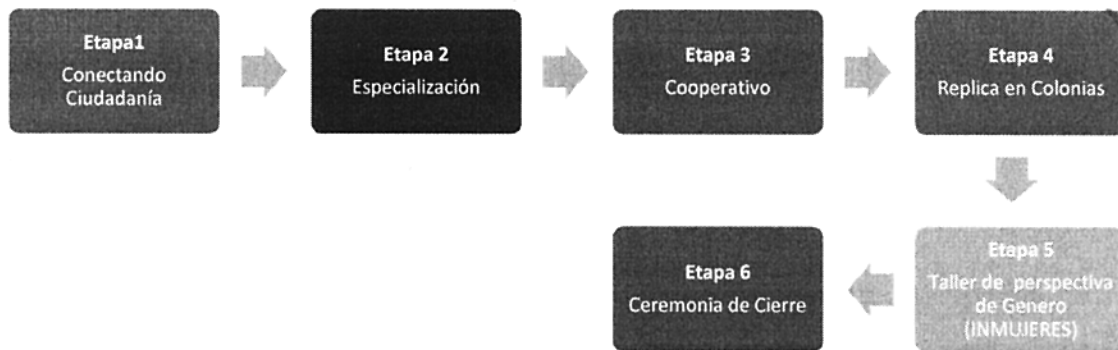 Etapa1
Conectando
Ciudadanía
Etapa 2
Especialización
Etapa 3
Cooperativo
Etapa 4
Replica en Colonias
Etapa 5
Taller de perspectiva
de Genero
(INMUJERES)
Etapa 6
Ceremonia de Cierre